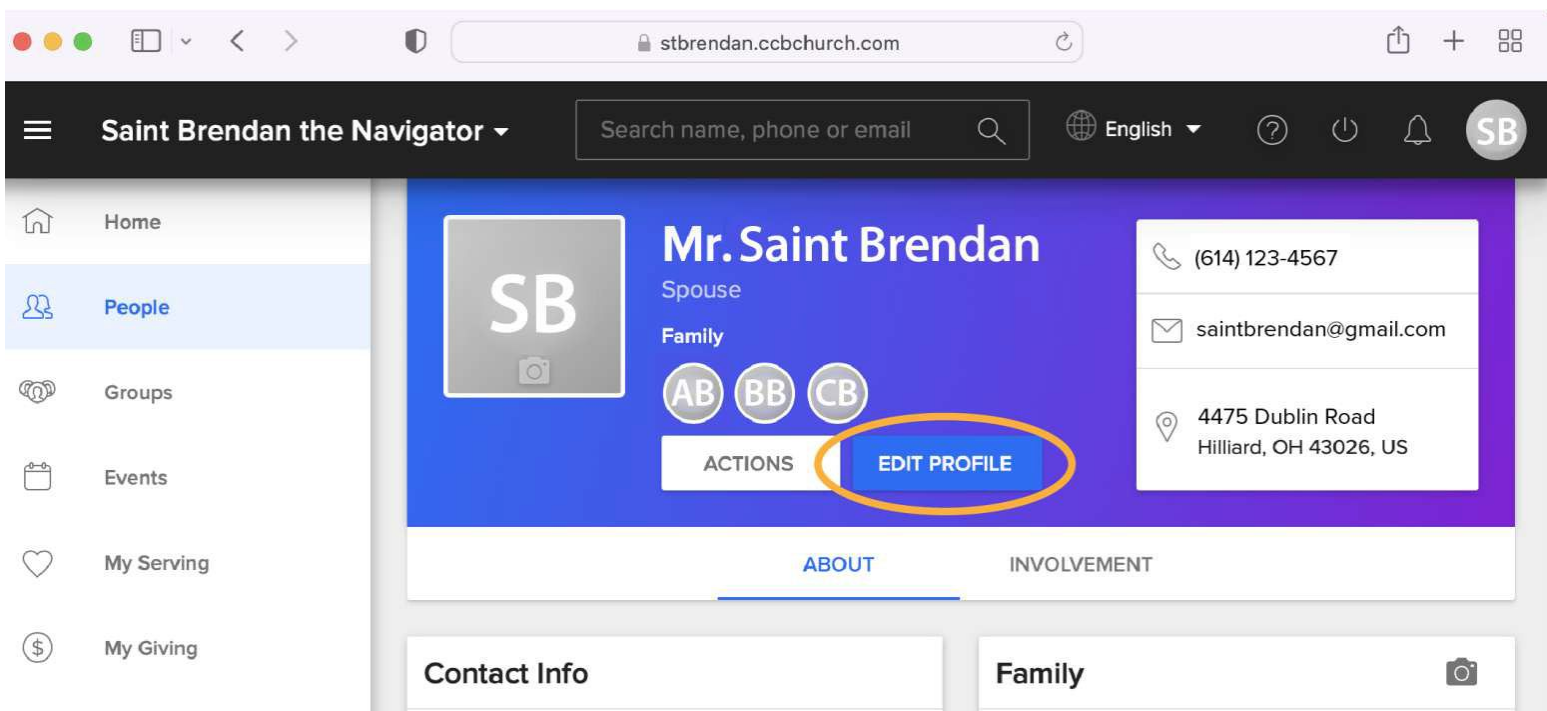 stbrendan.ccbchurch.com
Saint Brendan the Navigator
Search name, phone or email
English
?
SB
Home
People
Groups
Events
My Serving
$
My Giving
SB
Mr. Saint Brendan
Spouse
Family
AB BB CB
ACTIONS
EDIT PROFILE
(614) 123-4567
saintbrendan@gmail.com
4475 Dublin Road
Hilliard, OH 43026, US
ABOUT
INVOLVEMENT
Contact Info
Family